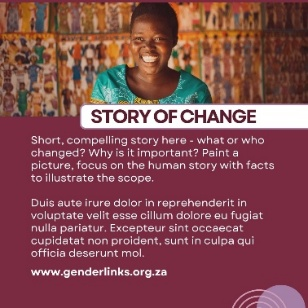 STORY OF CHANGE
Short, compelling story here - what or who
changed? Why is it important? Paint a
picture, focus on the human story with facts
to illustrate the scope.
Duis aute irure dolor in reprehenderit in
voluptate velit esse cillum dolore eu fugiat
nulla pariatur. Excepteur sint occaecat
cupidatat non proident, sunt in culpa qui
officia deserunt mol.
www.genderlinks.org.za